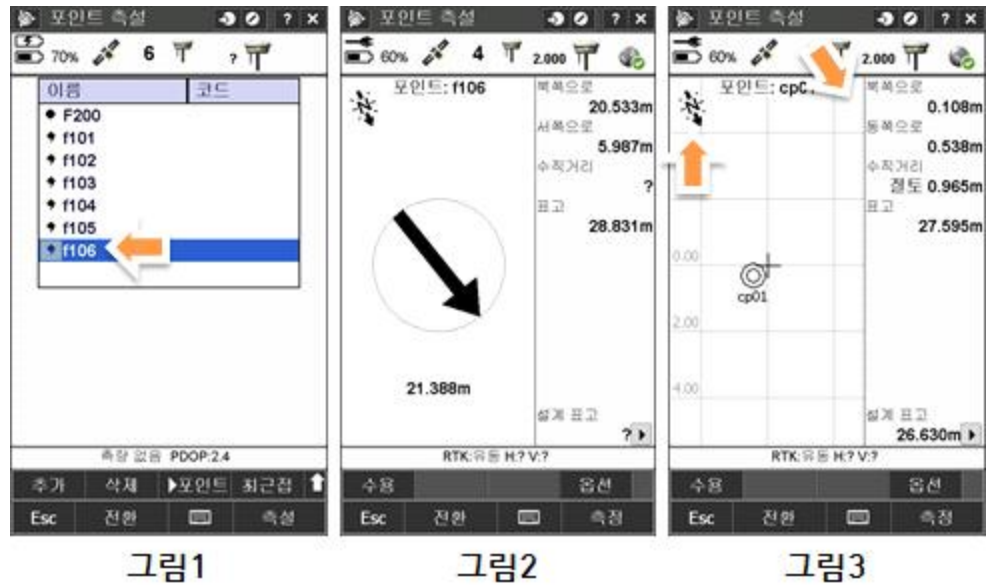 포인트 측설
? ×
70%
6
?
이름
코드
F200
f101
f102
f103
f104
f105
f106
측량 없음 PDOP:2.4
추가
삭제
▶포인트
최근접
Esc
전환
측설
그림1
포인트 측설
? ×
60%
4
2.000
포인트: f106
북쪽으로
20.533m
서쪽으로
5.987m
수직거리
?
표고
28.831m
21.388m
설계 표고
?
RTK:유동 H:? V:?
수용
옵션
Esc
전환
측정
그림2
포인트 측설
? ×
60%
2.000
포인트: cp01
북쪽으로
0.108m
동쪽으로
0.538m
수직거리
절토 0.965m
표고
27.595m
0.00
cp01
2.00
4.00
설계 표고
26.630m
RTK:유동 H:? V:?
수용
옵션
Esc
전환
측정
그림3